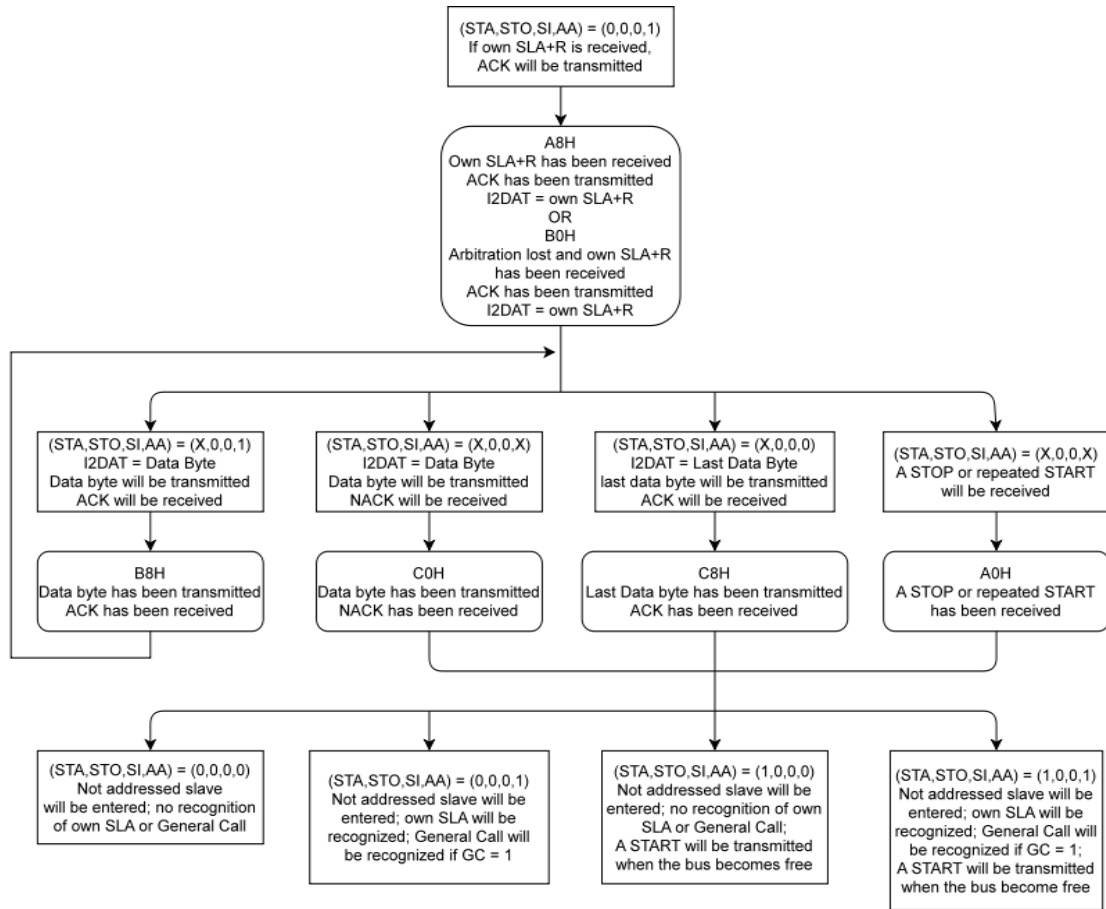 (STA,STO,SI,AA) = (0,0,0,1)
If own SLA+R is received,
ACK will be transmitted
A8H
Own SLA+R has been received
ACK has been transmitted
I2DAT = own SLA+R
OR
B0H
Arbitration lost and own SLA+R
has been received
ACK has been transmitted
I2DAT = own SLA+R
(STA,STO,SI,AA) = (X,0,0,1)
I2DAT = Data Byte
Data byte will be transmitted
ACK will be received
(STA,STO,SI,AA) = (X,0,0,X)
I2DAT = Data Byte
Data byte will be transmitted
NACK will be received
(STA,STO,SI,AA) = (X,0,0,0)
I2DAT = Last Data Byte
last data byte will be transmitted
ACK will be received
(STA,STO,SI,AA) = (X,0,0,X)
A STOP or repeated START
will be received
B8H
Data byte has been transmitted
ACK has been received
C0H
Data byte has been transmitted
NACK has been received
C8H
Last Data byte has been transmitted
ACK has been received
A0H
A STOP or repeated START
has been received
(STA,STO,SI,AA) = (0,0,0,0)
Not addressed slave
will be entered; no recognition
of own SLA or General Call
(STA,STO,SI,AA) = (0,0,0,1)
Not addressed slave will be
entered; own SLA will be
recognized; General Call will
be recognized if GC = 1
(STA,STO,SI,AA) = (1,0,0,0)
Not addressed slave will be
entered; no recognition of own
SLA or General Call;
A START will be transmitted
when the bus becomes free
(STA,STO,SI,AA) = (1,0,0,1)
Not addressed slave will be
entered; own SLA will be
recognized; General Call will
be recognized if GC = 1;
A START will be transmitted
when the bus become free